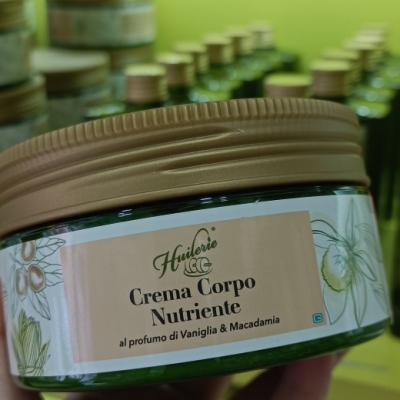 Huilerie
Crema Corpo
Nutriente
al profumo di Vaniglia & Macadamia